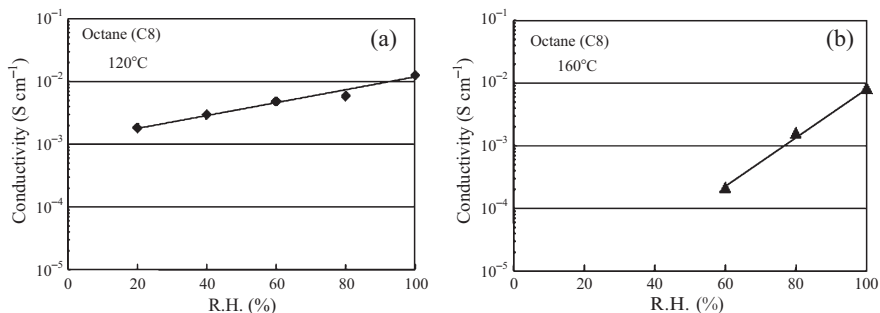 Octane (C8)
120°C
(a)
Conductivity (S cm⁻¹)
10⁻¹
10⁻²
10⁻³
10⁻⁴
10⁻⁵
0 20 40 60 80 100
R.H. (%)
Octane (C8)
160°C
(b)
Conductivity (S cm⁻¹)
10⁻¹
10⁻²
10⁻³
10⁻⁴
10⁻⁵
0 20 40 60 80 100
R.H. (%)